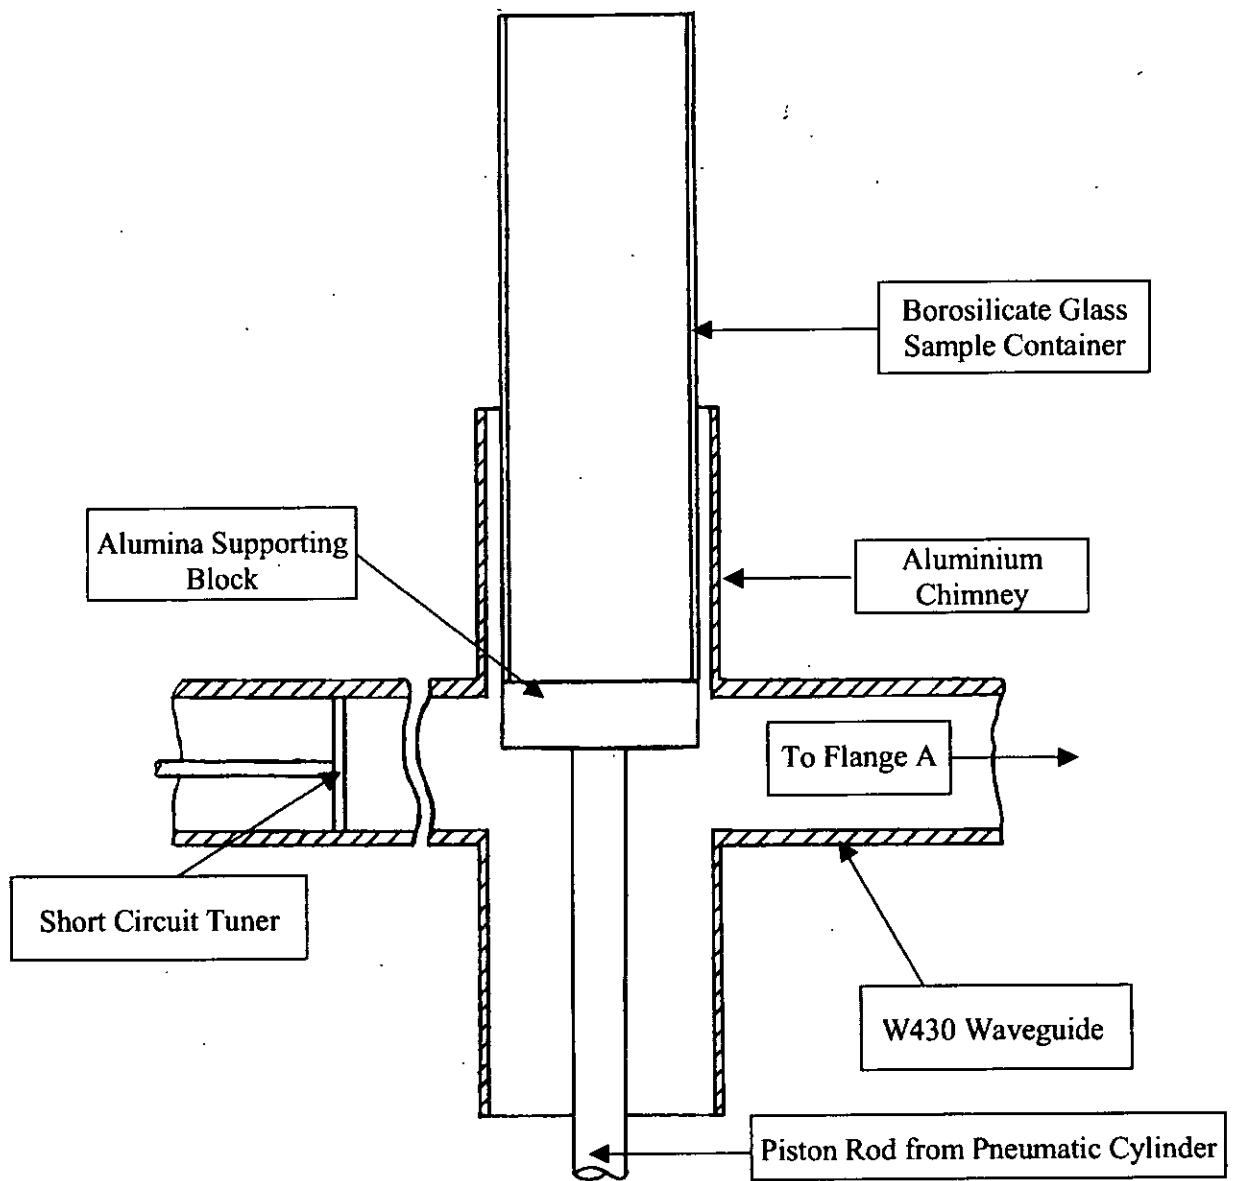 Borosilicate Glass
Sample Container
Alumina Supporting
Block
Aluminium
Chimney
To Flange A
Short Circuit Tuner
W430 Waveguide
Piston Rod from Pneumatic Cylinder